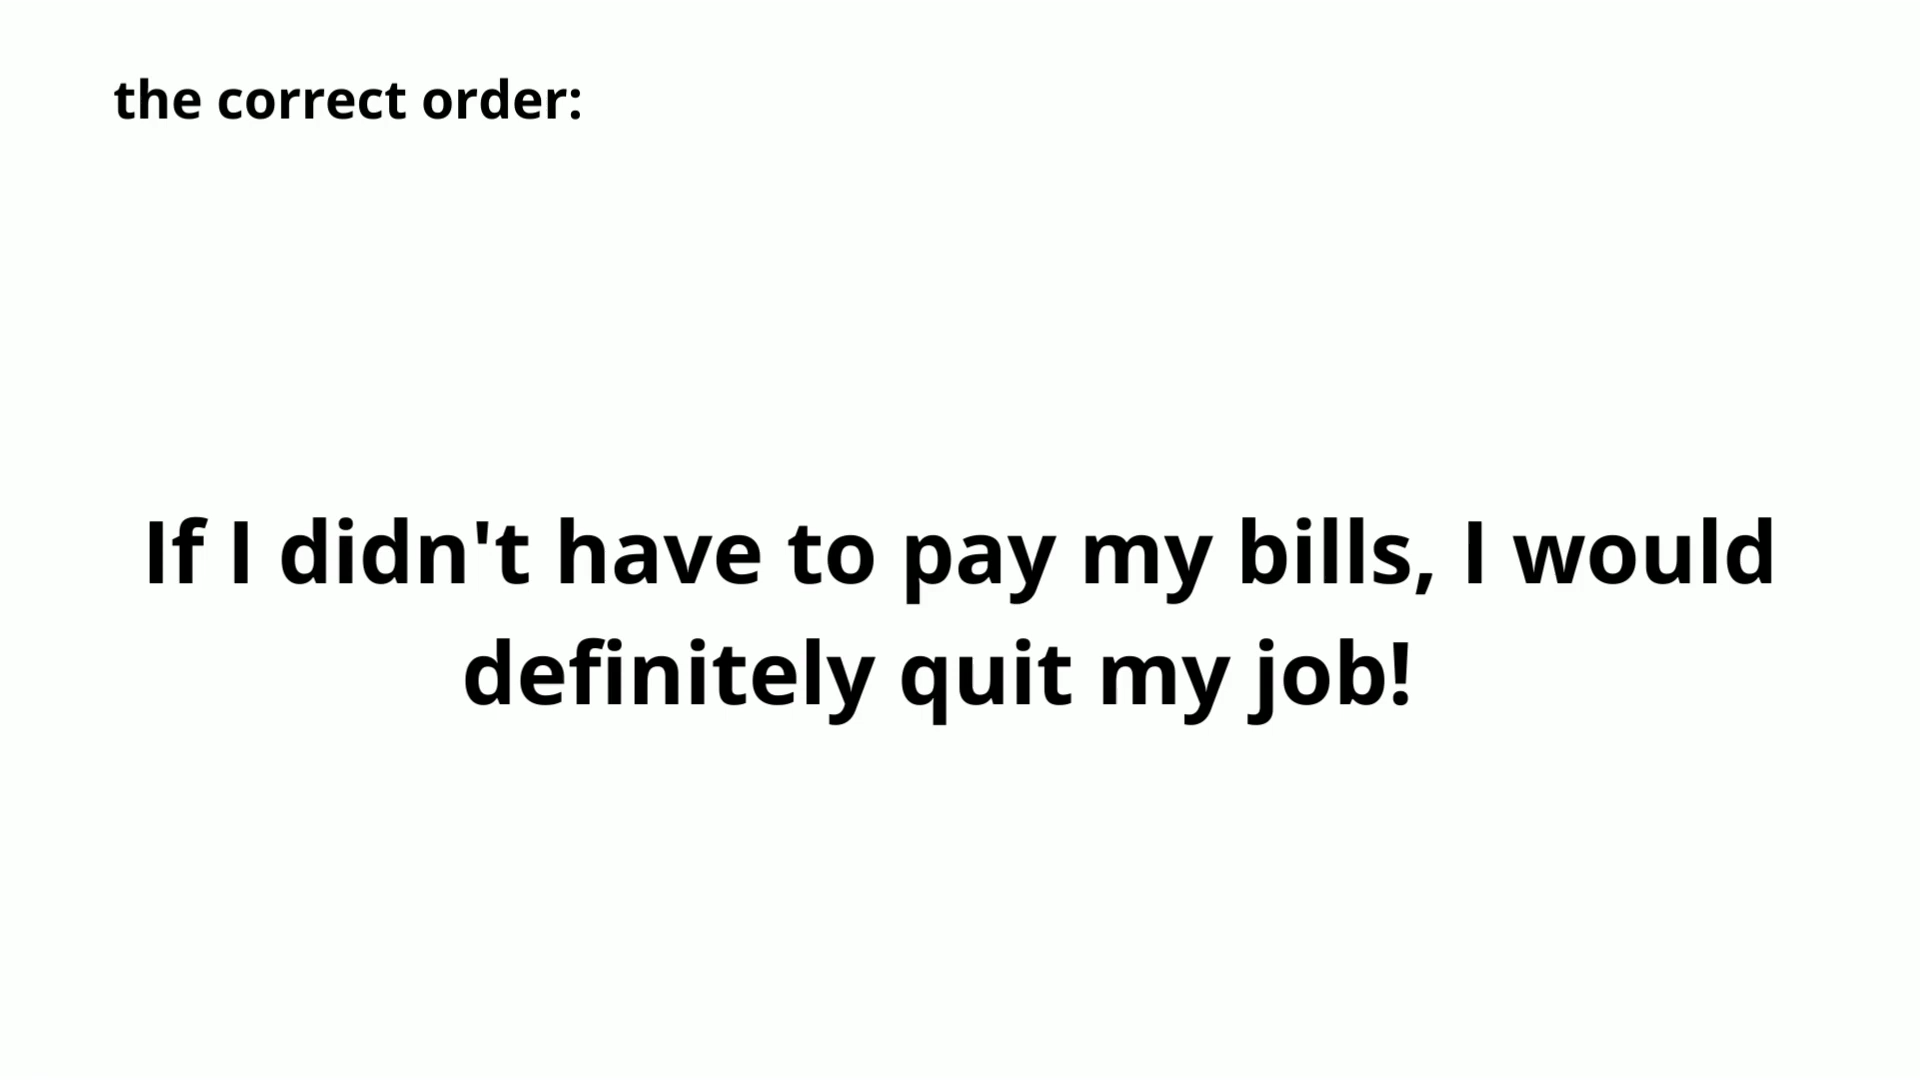 the correct order:
If I didn't have to pay my bills, I would
definitely quit my job!